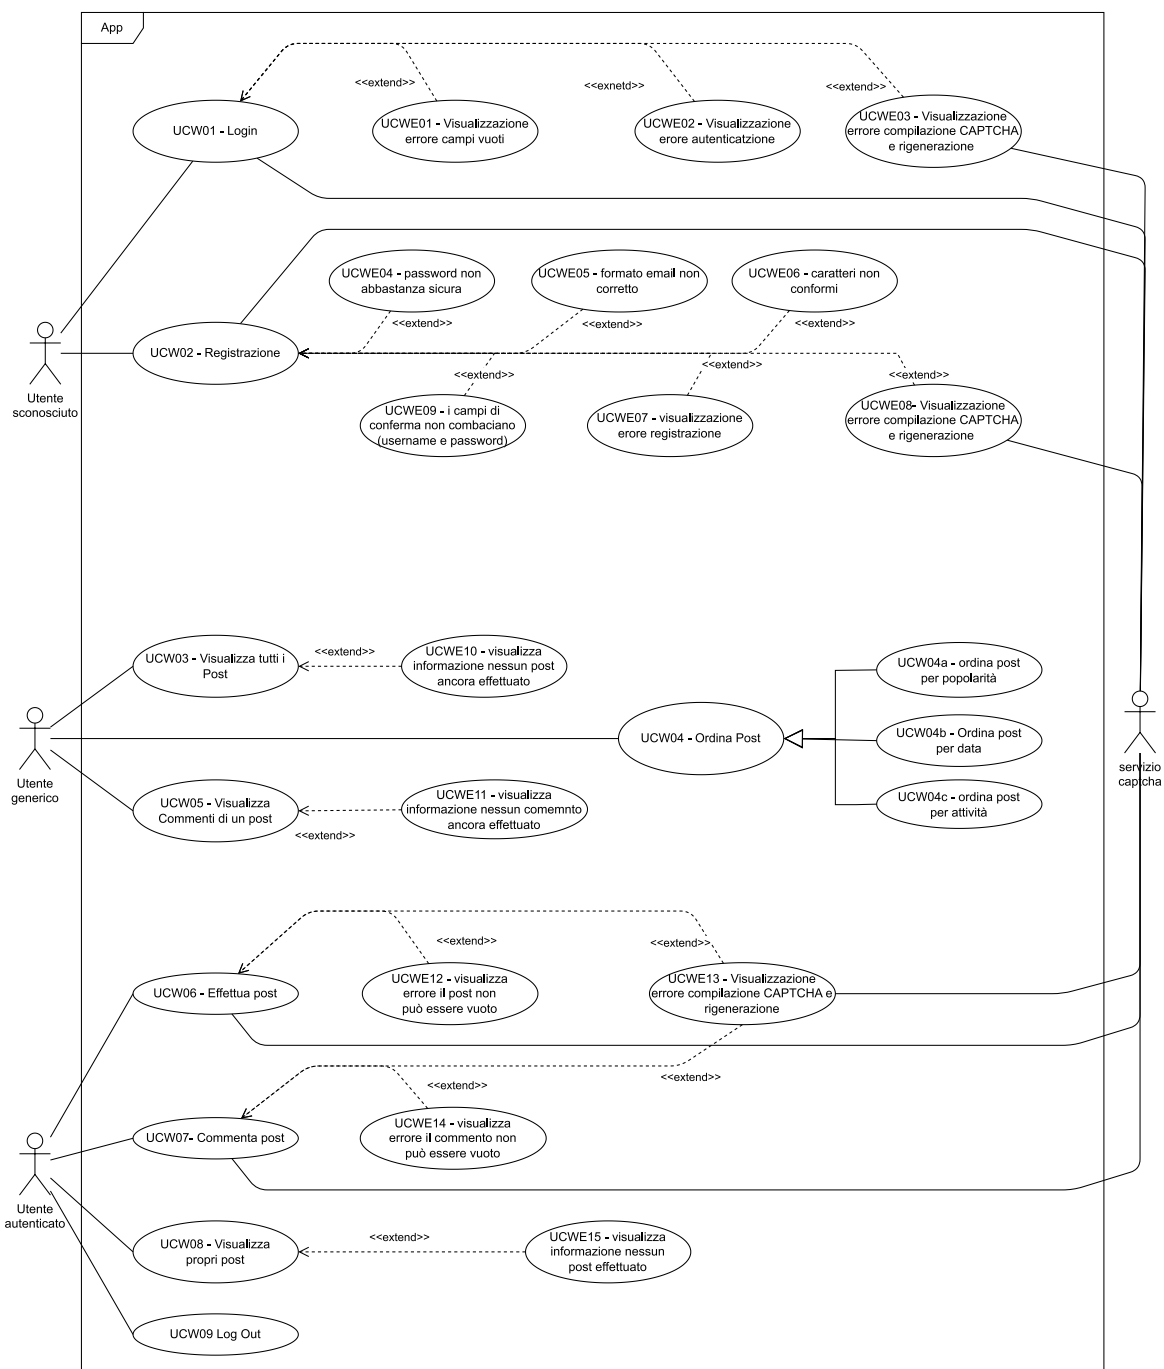 App
<<extend>>
<<exnetd>>
<<extend>>
UCW01 - Login
UCWE01 - Visualizzazione
errore campi vuoti
UCWE02 - Visualizzazione
erore autenticatzione
UCWE03 - Visualizzazione
errore compilazione CAPTCHA
e rigenerazione
UCWE04 - password non
abbastanza sicura
UCWE05 - formato email non
corretto
UCWE06 - caratteri non
conformi
<<extend>>
<<extend>>
<<extend>>
UCW02 - Registrazione
<<extend>>
<<extend>>
<<extend>>
Utente
sconosciuto
UCWE09 - i campi di
conferma non combaciano
(username e password)
UCWE07 - visualizzazione
erore registrazione
UCWE08- Visualizzazione
errore compilazione CAPTCHA
e rigenerazione
UCW03 - Visualizza tutti i
Post
<<extend>>
UCWE10 - visualizza
informazione nessun post
ancora effettuato
UCW04a - ordina post
per popolarità
UCW04 - Ordina Post
UCW04b - Ordina post
per data
servizio
captcha
Utente
generico
UCW05 - Visualizza
Commenti di un post
<<extend>>
UCWE11 - visualizza
informazione nessun comemnto
ancora effettuato
UCW04c - ordina post
per attività
<<extend>>
<<extend>>
UCW06 - Effettua post
UCWE12 - visualizza
errore il post non
può essere vuoto
UCWE13 - Visualizzazione
errore compilazione CAPTCHA e
rigenerazione
<<extend>>
<<extend>>
UCW07- Commenta post
UCWE14 - visualizza
errore il commento non
può essere vuoto
Utente
autenticato
UCW08 - Visualizza
propri post
<<extend>>
UCWE15 - visualizza
informazione nessun
post effettuato
UCW09 Log Out